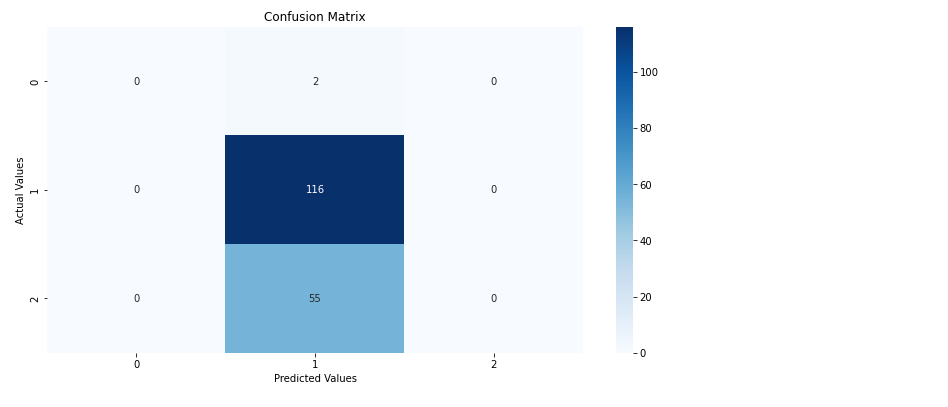 Confusion Matrix
0 0 2 0
1 0 116 0
2 0 55 0
0 1 2
Actual Values
Predicted Values
100
80
60
40
20
0